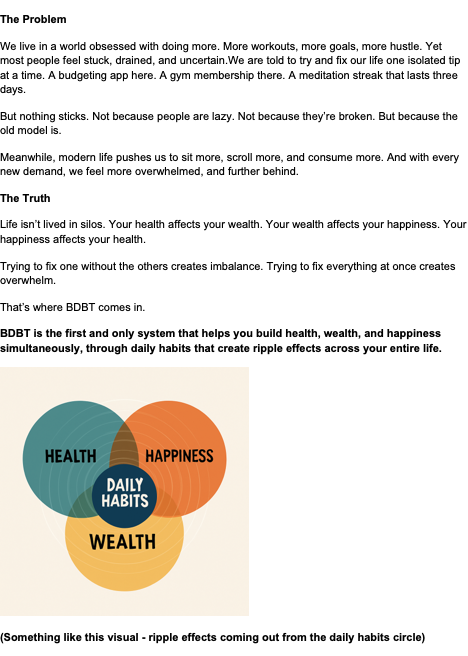 The Problem
We live in a world obsessed with doing more. More workouts, more goals, more hustle. Yet
most people feel stuck, drained, and uncertain.We are told to try and fix our life one isolated tip
at a time. A budgeting app here. A gym membership there. A meditation streak that lasts three
days.
But nothing sticks. Not because people are lazy. Not because they’re broken. But because the
old model is.
Meanwhile, modern life pushes us to sit more, scroll more, and consume more. And with every
new demand, we feel more overwhelmed, and further behind.
The Truth
Life isn’t lived in silos. Your health affects your wealth. Your wealth affects your happiness. Your
happiness affects your health.
Trying to fix one without the others creates imbalance. Trying to fix everything at once creates
overwhelm.
That’s where BDBT comes in.
BDBT is the first and only system that helps you build health, wealth, and happiness
simultaneously, through daily habits that create ripple effects across your entire life.
HEALTH
HAPPINESS
DAILY
HABITS
WEALTH
(Something like this visual - ripple effects coming out from the daily habits circle)